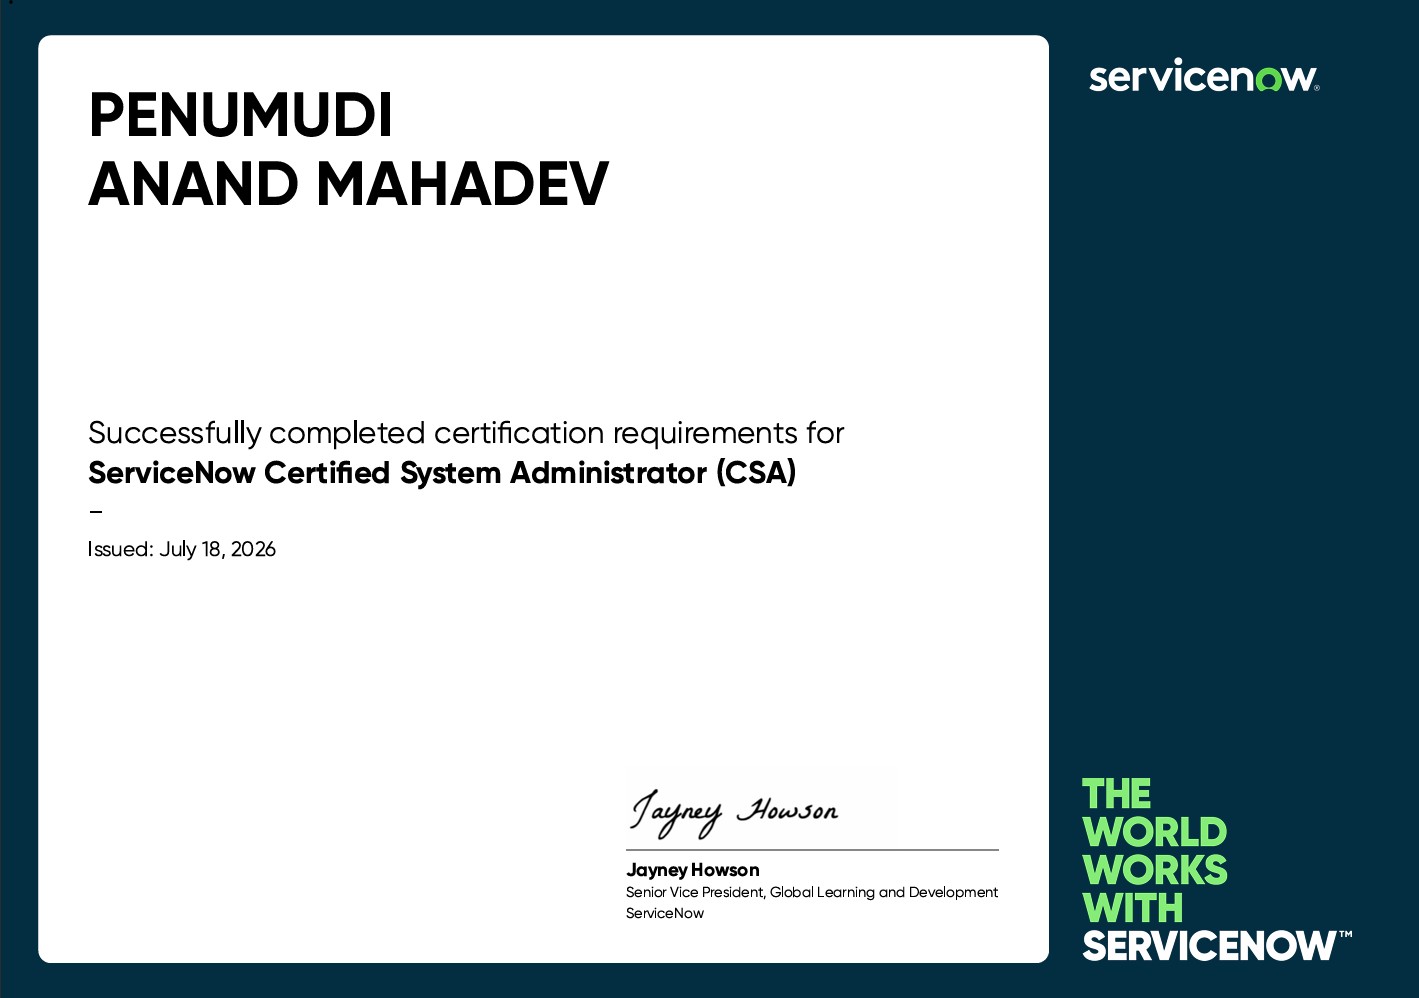 PENUMUDI
ANAND MAHADEV
Successfully completed certification requirements for
ServiceNow Certified System Administrator (CSA)
–
Issued: July 18, 2026
Jayney Howson
Jayney Howson
Senior Vice President, Global Learning and Development
ServiceNow
servicenow®
THE
WORLD
WORKS
WITH
SERVICENOW™